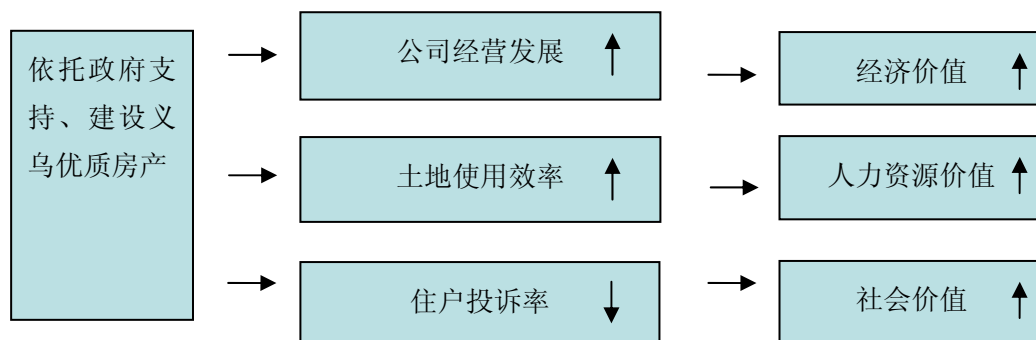 依托政府支
持、建设义
乌优质房产
公司经营发展
经济价值
土地使用效率
人力资源价值
住户投诉率
社会价值